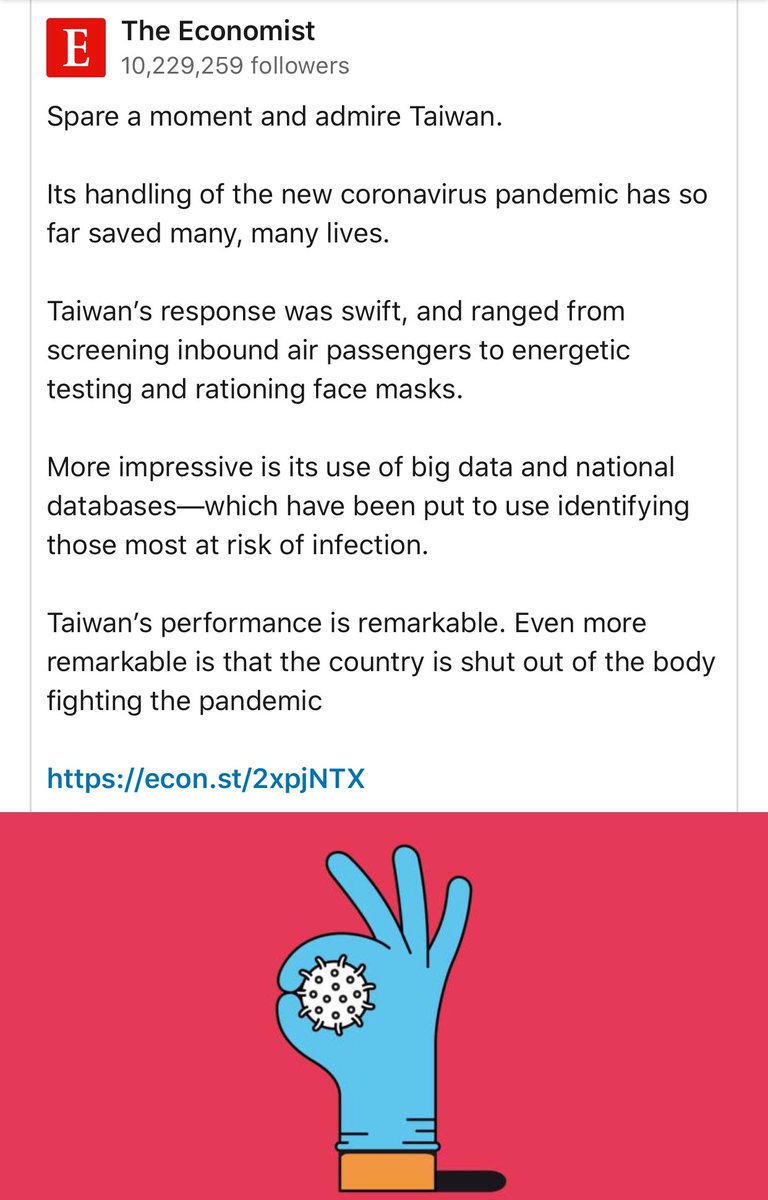 E
The Economist
10,229,259 followers
Spare a moment and admire Taiwan.
Its handling of the new coronavirus pandemic has so
far saved many, many lives.
Taiwan’s response was swift, and ranged from
screening inbound air passengers to energetic
testing and rationing face masks.
More impressive is its use of big data and national
databases—which have been put to use identifying
those most at risk of infection.
Taiwan’s performance is remarkable. Even more
remarkable is that the country is shut out of the body
fighting the pandemic
https://econ.st/2xpjNTX